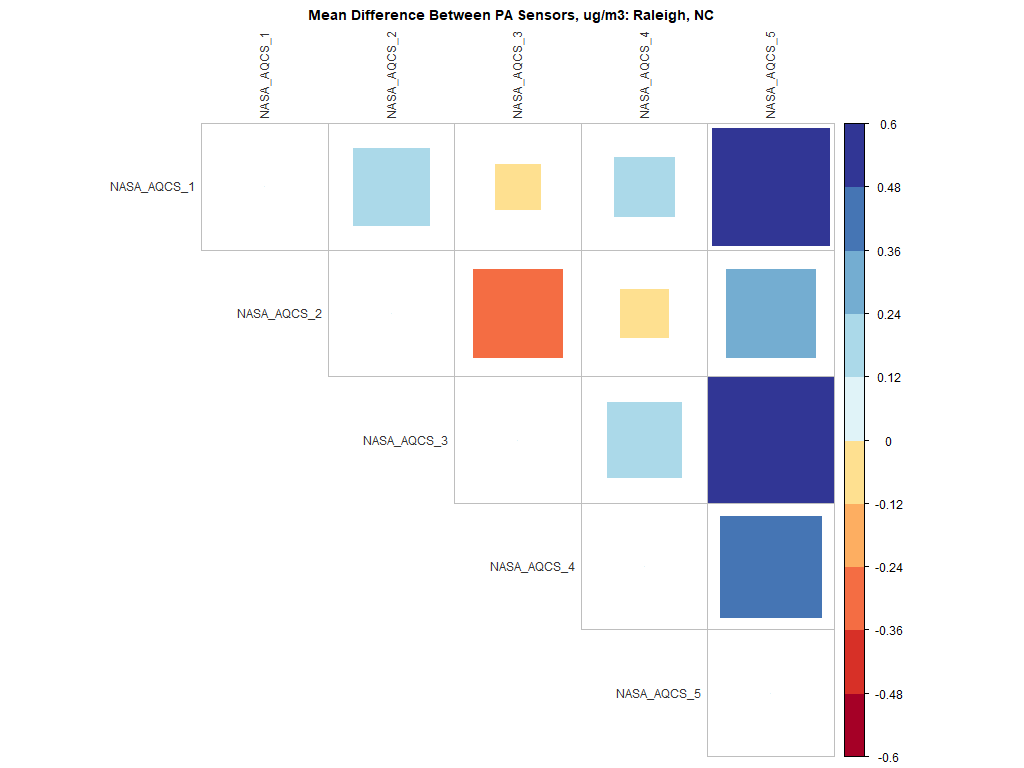 Mean Difference Between PA Sensors, ug/m3: Raleigh, NC
NASA_AQCS_1
NASA_AQCS_2
NASA_AQCS_3
NASA_AQCS_4
NASA_AQCS_5
NASA_AQCS_1
NASA_AQCS_2
NASA_AQCS_3
NASA_AQCS_4
NASA_AQCS_5
0.6
0.48
0.36
0.24
0.12
0
-0.12
-0.24
-0.36
-0.48
-0.6